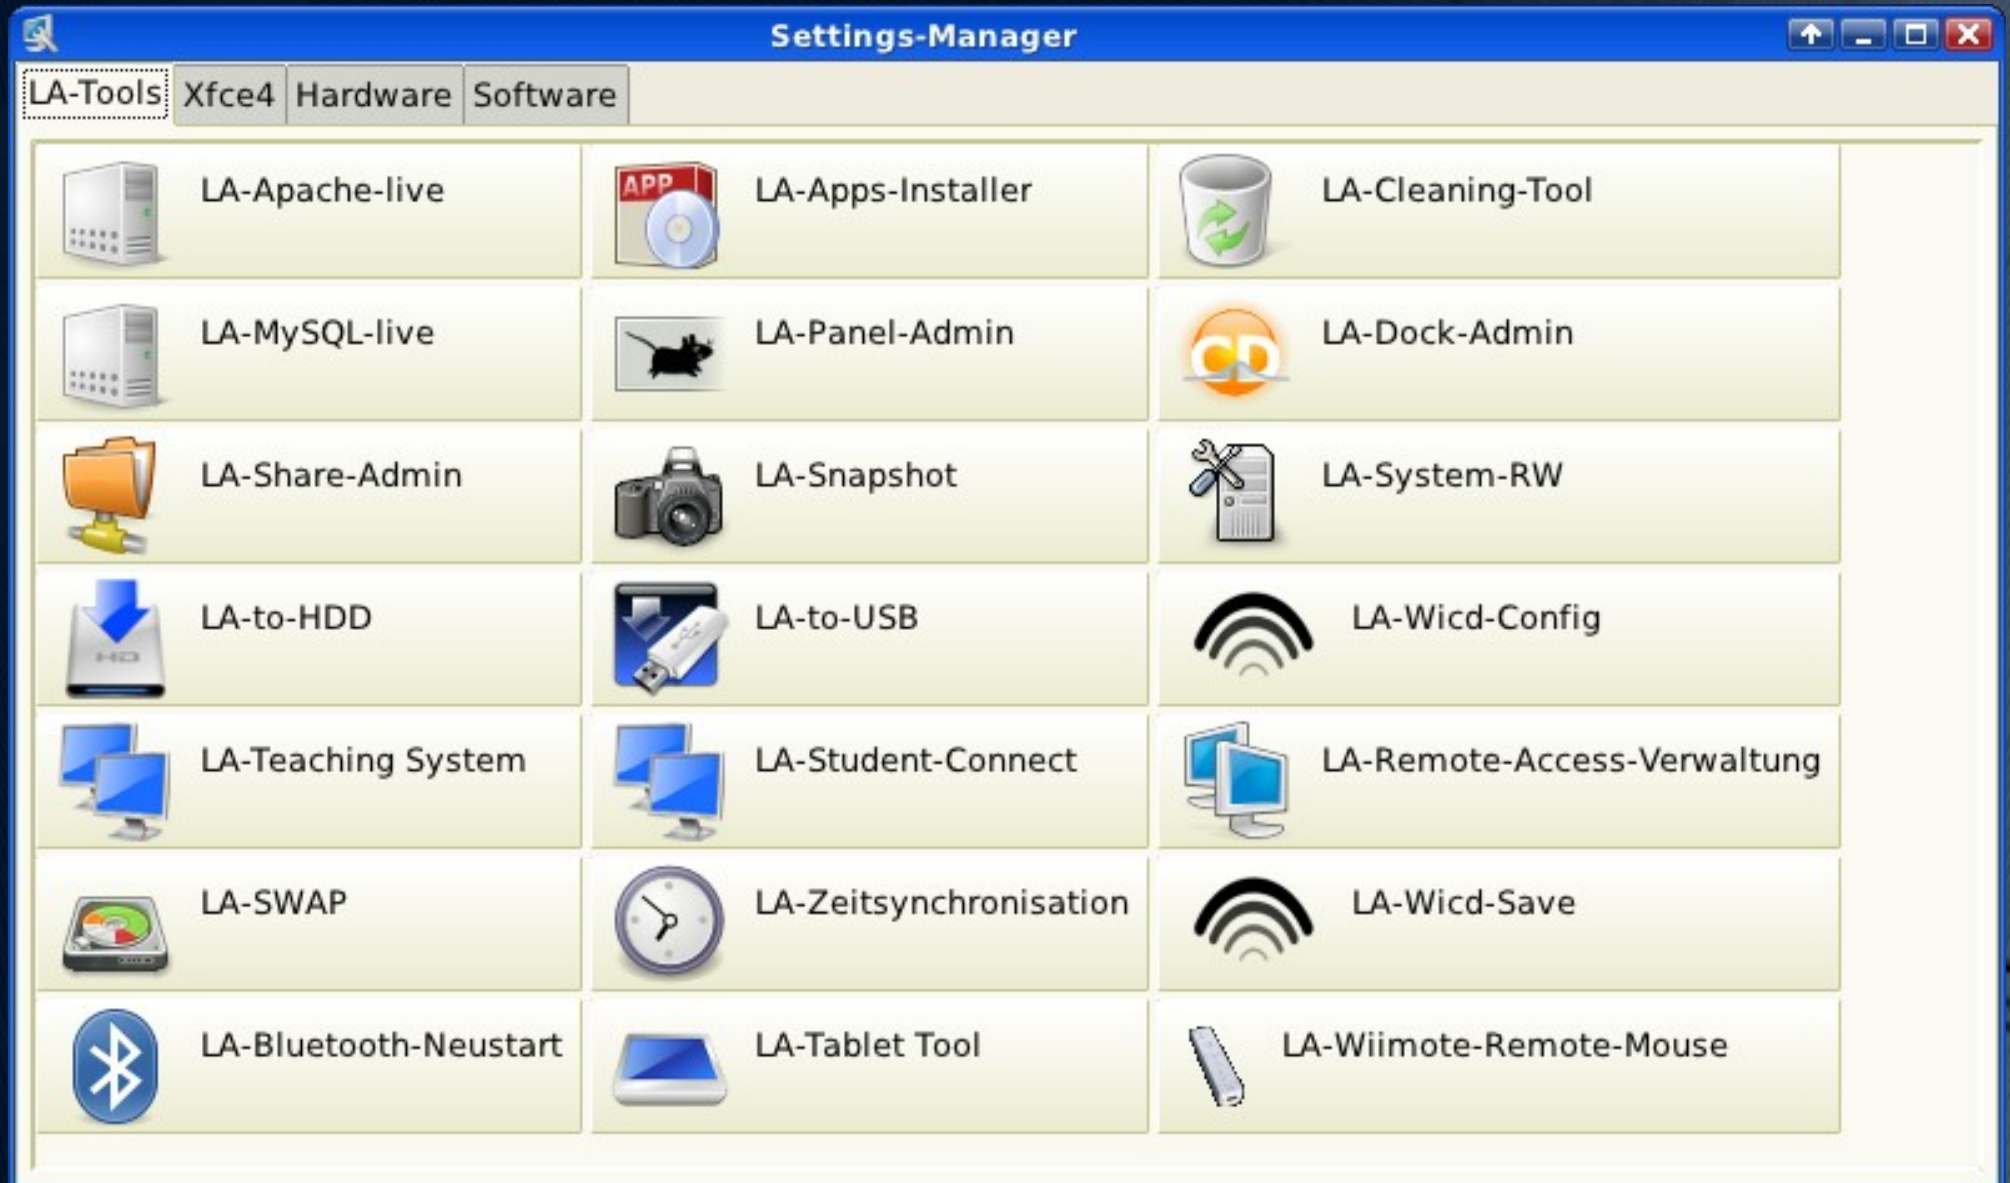 Settings-Manager
LA-Tools Xfce4 Hardware Software
LA-Apache-live
APP
LA-Apps-Installer
LA-Cleaning-Tool
LA-MySQL-live
LA-Panel-Admin
CD
LA-Dock-Admin
LA-Share-Admin
LA-Snapshot
LA-System-RW
HD
LA-to-HDD
LA-to-USB
LA-Wicd-Config
LA-Teaching System
LA-Student-Connect
LA-Remote-Access-Verwaltung
LA-SWAP
LA-Zeitsynchronisation
LA-Wicd-Save
LA-Bluetooth-Neustart
LA-Tablet Tool
LA-Wiimote-Remote-Mouse